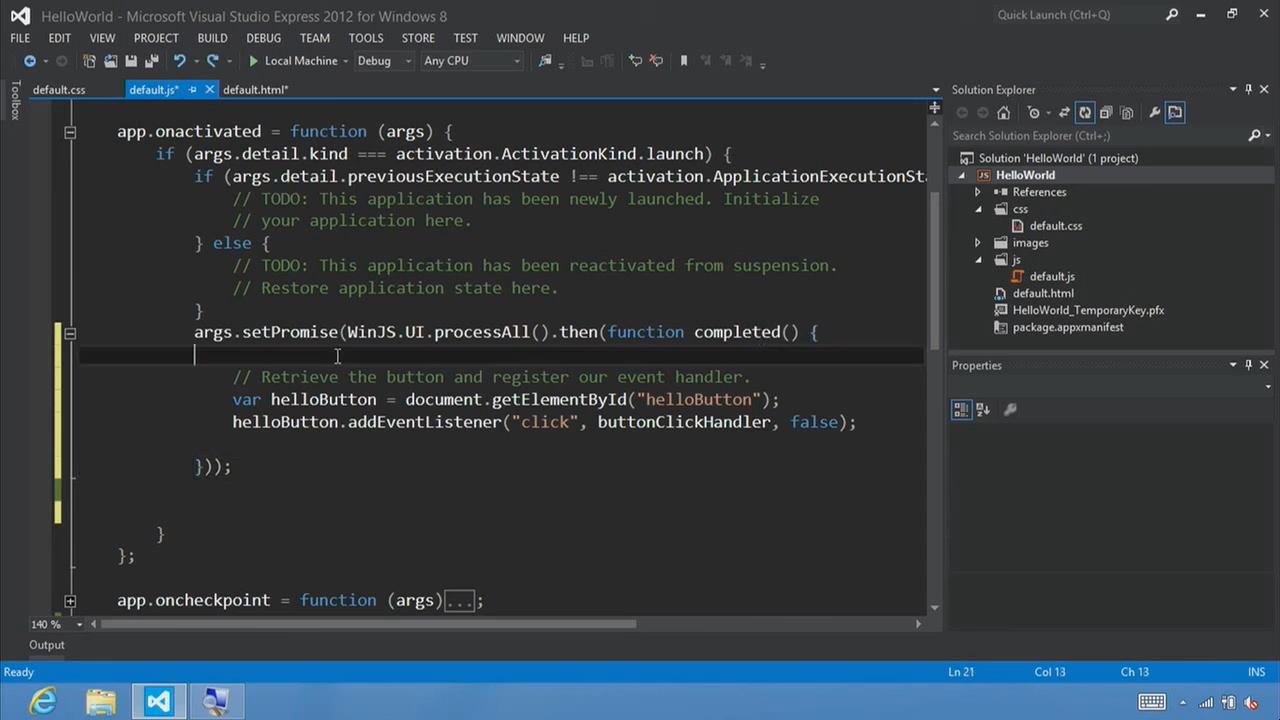 HelloWorld - Microsoft Visual Studio Express 2012 for Windows 8
Quick Launch (Ctrl+Q)
FILE EDIT VIEW PROJECT BUILD DEBUG TEAM TOOLS STORE TEST WINDOW HELP
Local Machine Debug Any CPU
Toolbox
default.css default.js* default.html*
app.onactivated = function (args) {
if (args.detail.kind === activation.ActivationKind.launch) {
if (args.detail.previousExecutionState !== activation.ApplicationExecutionSta
// TODO: This application has been newly launched. Initialize
// your application here.
} else {
// TODO: This application has been reactivated from suspension.
// Restore application state here.
}
args.setPromise(WinJS.UI.processAll().then(function completed() {
// Retrieve the button and register our event handler.
var helloButton = document.getElementById("helloButton");
helloButton.addEventListener("click", buttonClickHandler, false);
}));
}
};
app.oncheckpoint = function (args)...;
140 %
Output
Solution Explorer
Search Solution Explorer (Ctrl+;)
Solution 'HelloWorld' (1 project)
HelloWorld
References
css
default.css
images
js
default.js
default.html
HelloWorld_TemporaryKey.pfx
package.appxmanifest
Properties
Ready Ln 21 Col 13 Ch 13 INS